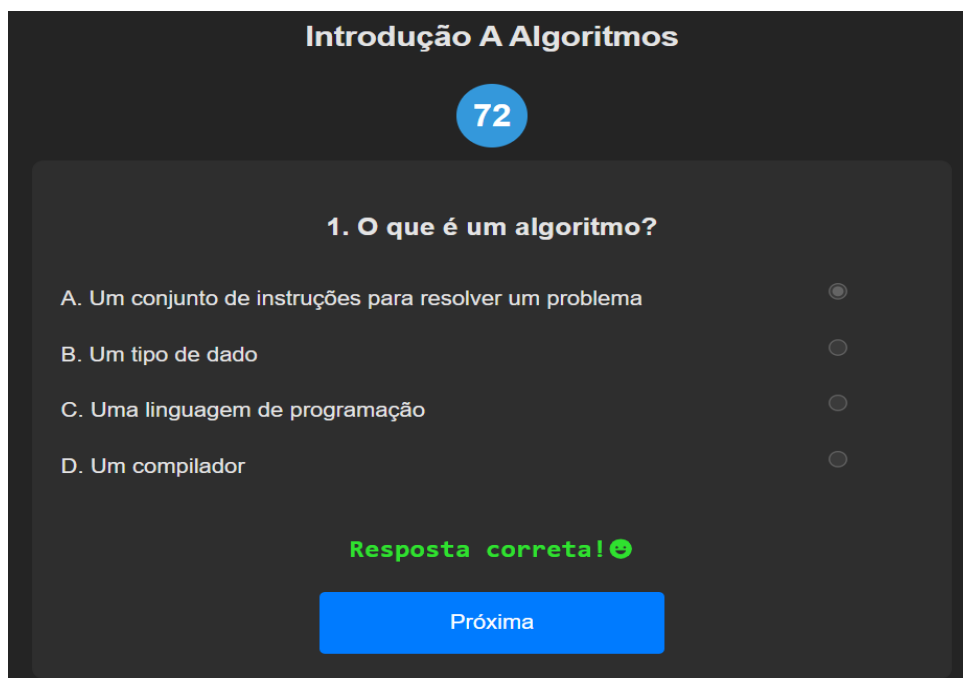 Introdução A Algoritmos
72
1. O que é um algoritmo?
A. Um conjunto de instruções para resolver um problema
B. Um tipo de dado
C. Uma linguagem de programação
D. Um compilador
Resposta correta!
Próxima